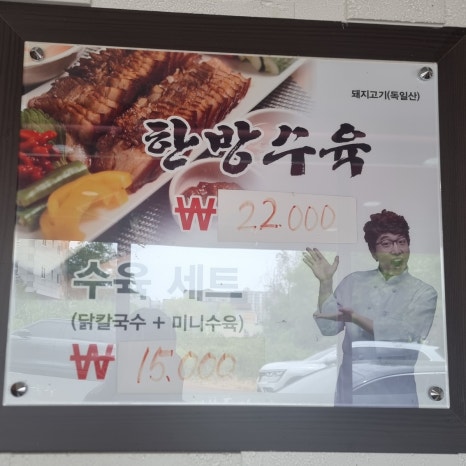 돼지고기(독일산)
한방수육
₩ 22.000
수육 세트
(닭칼국수 + 미니수육)
₩ 15.000